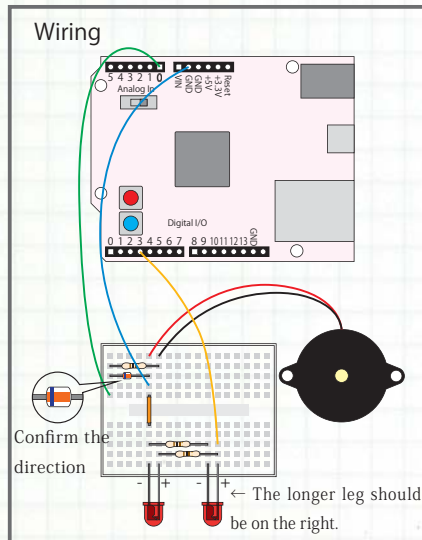 Wiring
5 4 3 2 1 0
Analog In
VIN
GND
GND
+5V
+3.3V
Reset
Digital I/O
0 1 2 3 4 5 6 7 8 9 10 11 12 13 GND
Confirm the
direction
- + - +
← The longer leg should
be on the right.